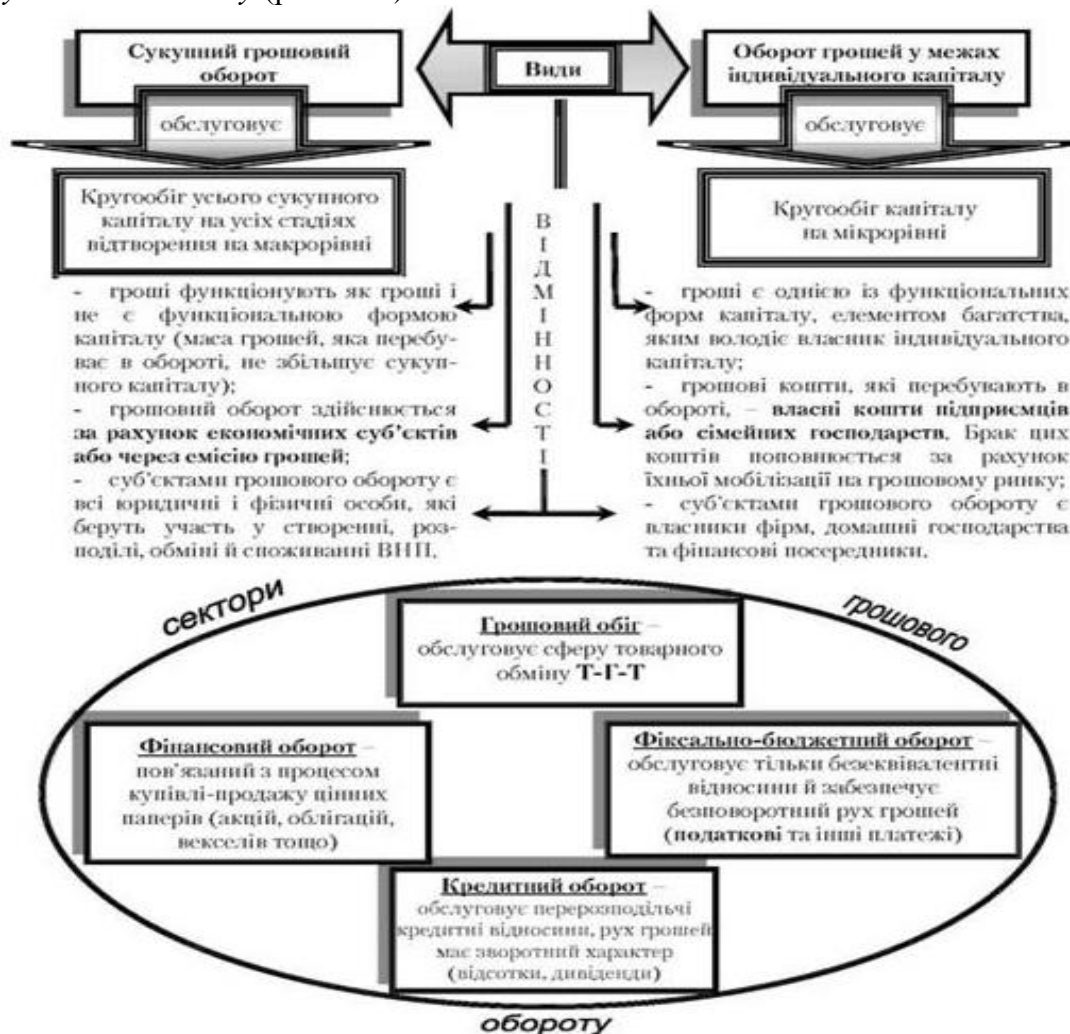 Сукупний грошовий
оборот
Види
Оборот грошей у межах
індивідуального капіталу
обслуговує
обслуговує
Кругообіг усього сукупного
капіталу на усіх стадіях
відтворення на макрорівні
Кругообіг капіталу
на мікрорівні
ВІДМІННОСТІ
- гроші функціонують як гроші і
не є функціональною формою
капіталу (маса грошей, яка перебу-
ває в обороті, не збільшує сукуп-
ного капіталу);
- грошовий оборот здійснюється
за рахунок економічних суб’єктів
або через емісію грошей;
- суб’єктами грошового обороту є
всі юридичні і фізичні особи, які
беруть участь у створенні, роз-
поділі, обміні й споживанні ВНП.
- гроші є однією із функціональних
форм капіталу, елементом багатства,
яким володіє власник індивідуального
капіталу;
- грошові кошти, які перебувають в
обороті, – власні кошти підприємців
або сімейних господарств. Брак цих
коштів поповнюється за рахунок
їхньої мобілізації на грошовому ринку;
- суб’єктами грошового обороту є
власники фірм, домашні господарства
та фінансові посередники.
сектори
грошового
Грошовий обіг –
обслуговує сферу товарного
обміну Т-Г-Т
Фінансовий оборот –
пов’язаний з процесом
купівлі-продажу цінних
паперів (акцій, облігацій,
векселів тощо)
Фіксально-бюджетний оборот –
обслуговує тільки безеквівалентні
відносини й забезпечує
безповоротний рух грошей
(податкові та інші платежі)
Кредитний оборот –
обслуговує перерозподільчі
кредитні відносини, рух грошей
має зворотний характер
(відсотки, дивіденди)
обороту